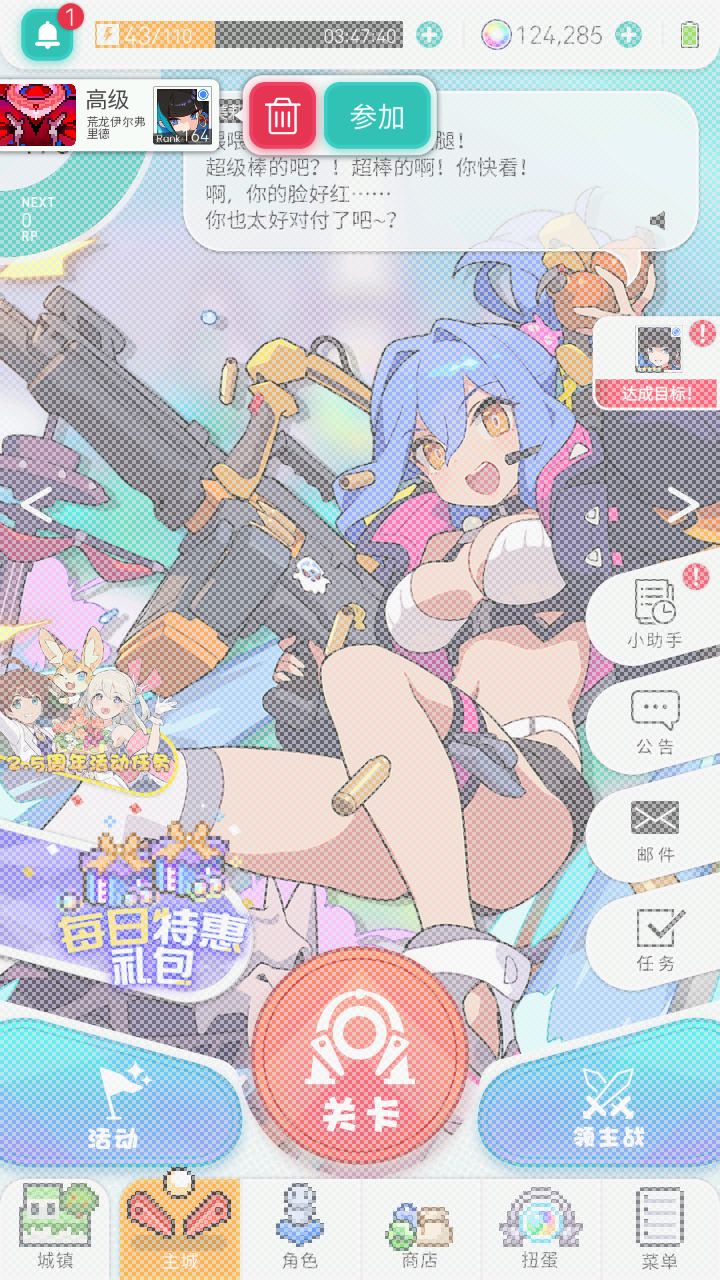 1
43/110
03:47:40
124,285
高级
荒龙伊尔弗
里德
Rank 164
参加
腿!
超级棒的吧?! 超棒的啊! 你快看!
啊, 你的脸好红……
你也太好对付了吧~?
NEXT
0
RP
达成目标!
小助手
公告
2.5周年活动任务
邮件
每日特惠
礼包
任务
关卡
活动
领主战
城镇
主城
角色
商店
扭蛋
菜单